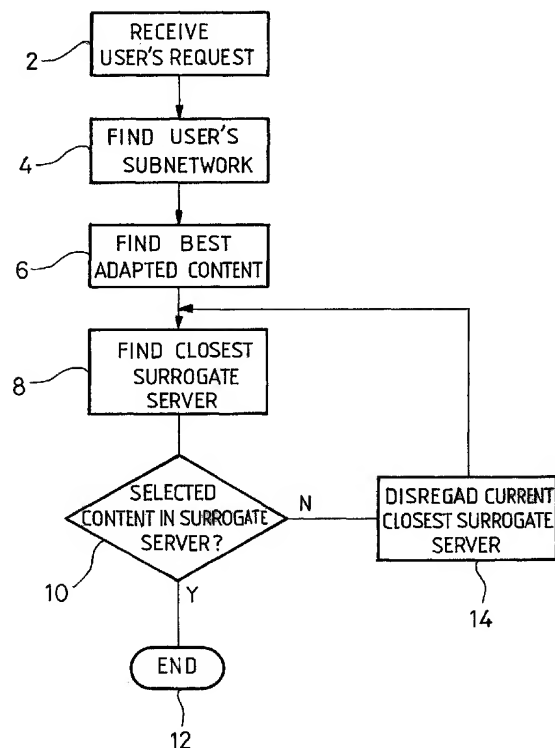 RECEIVE
USER'S REQUEST
2
FIND USER'S
SUBNETWORK
4
FIND BEST
ADAPTED CONTENT
6
FIND CLOSEST
SURROGATE
SERVER
8
SELECTED
CONTENT IN SURROGATE
SERVER?
N
10
Y
DISREGAD CURRENT
CLOSEST SURROGATE
SERVER
14
END
12